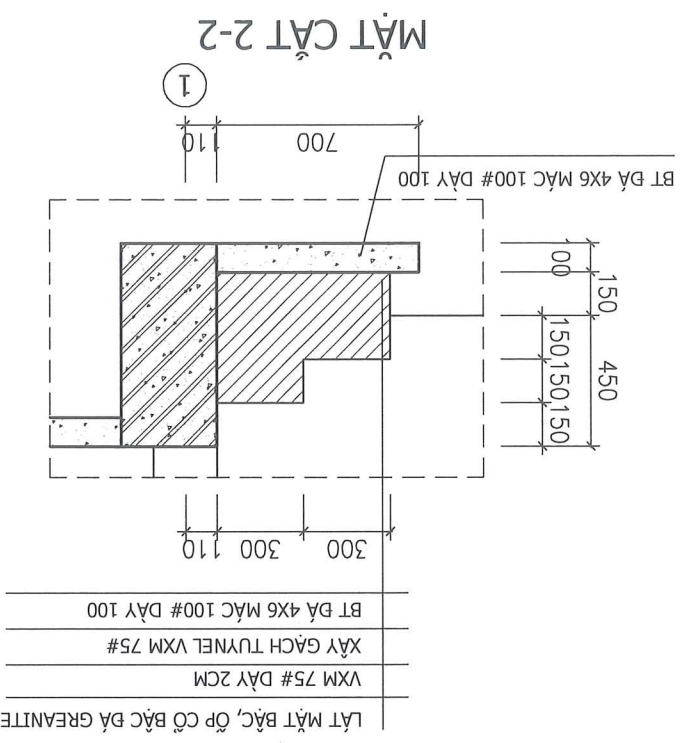 LÁT MẶT BẬC, ỐP CỔ BẬC ĐÁ GREANITE
VXM 75# DÀY 2CM
XÂY GẠCH TUYNEL VXM 75#
BT ĐÁ 4X6 MÁC 100# DÀY 100
300 300 110
450
150 150 150
150
00
BT ĐÁ 4X6 MÁC 100# DÀY 100
700 110
1
MẶT CẮT 2-2